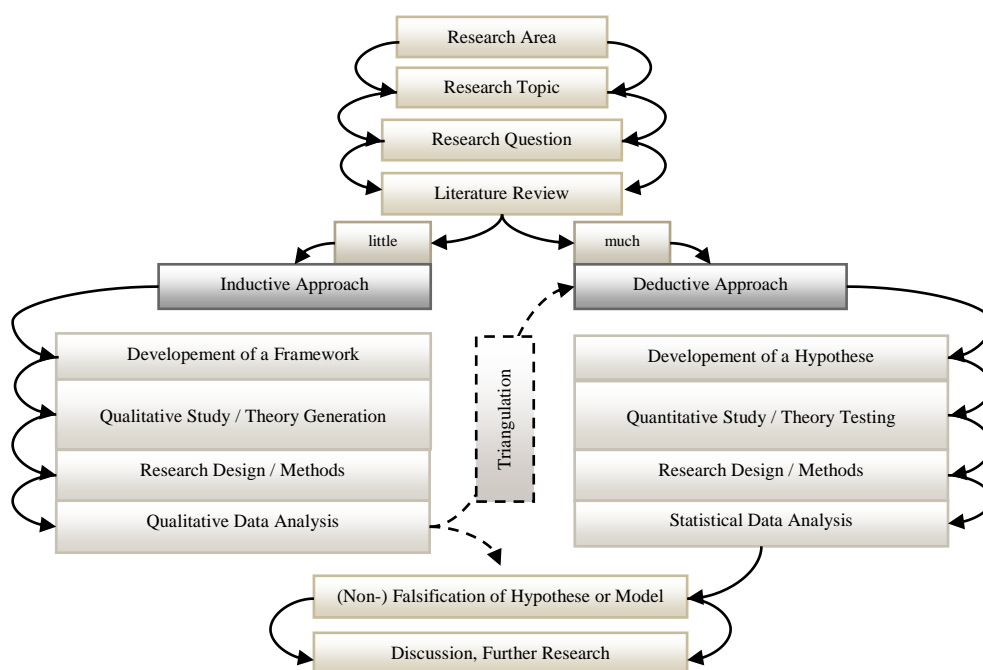 Research Area
Research Topic
Research Question
Literature Review
little
much
Inductive Approach
Deductive Approach
Developement of a Framework
Qualitative Study / Theory Generation
Research Design / Methods
Qualitative Data Analysis
Triangulation
Developement of a Hypothese
Quantitative Study / Theory Testing
Research Design / Methods
Statistical Data Analysis
(Non-) Falsification of Hypothese or Model
Discussion, Further Research